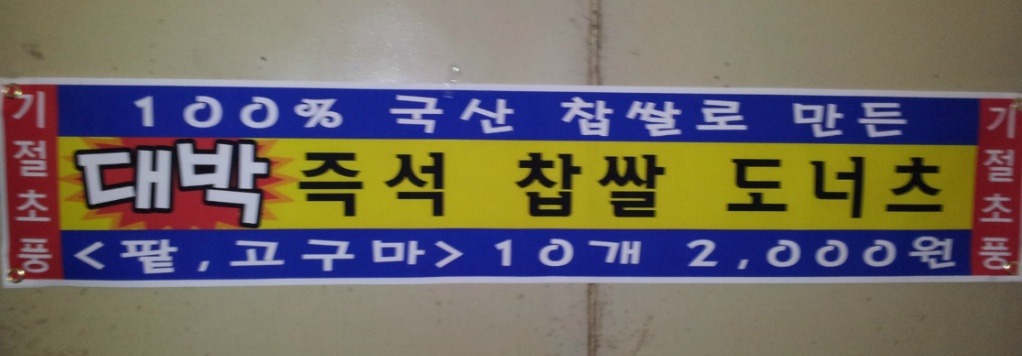 기절초풍
100% 국산 찹쌀로 만든
대박 즉석 찹쌀 도너츠
<팥,고구마> 10개 2,000원
기절초풍